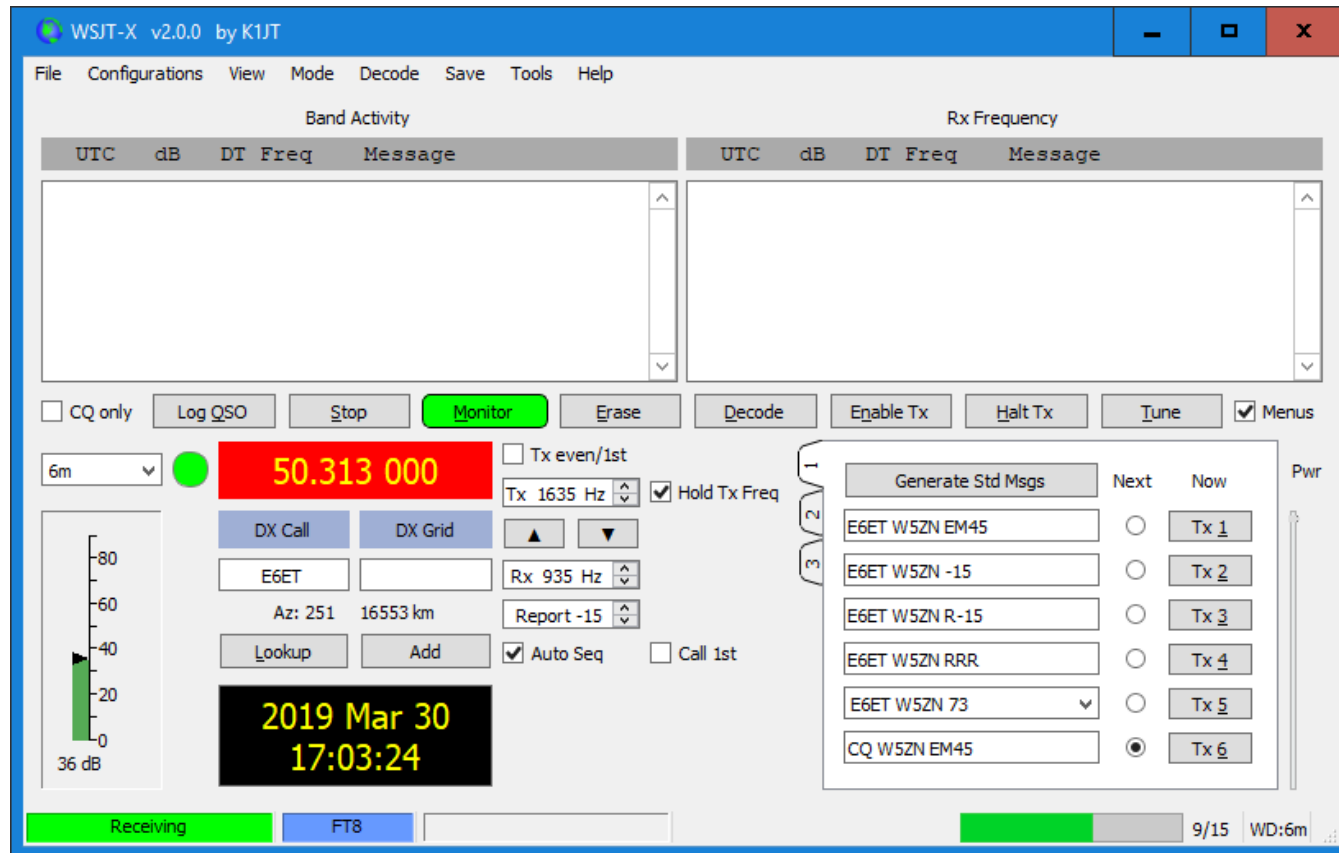 WSJT-X v2.0.0 by K1JT
File Configurations View Mode Decode Save Tools Help
Band Activity Rx Frequency
UTC dB DT Freq Message UTC dB DT Freq Message
CQ only Log QSO Stop Monitor Erase Decode Enable Tx Halt Tx Tune Menus
6m 50.313 000
Tx even/1st
Tx 1635 Hz Hold Tx Freq
DX Call DX Grid ▲ ▼
E6ET Rx 935 Hz
Az: 251 16553 km Report -15
Lookup Add Auto Seq Call 1st
-80
-60
-40
-20
-0
36 dB
2019 Mar 30
17:03:24
1
2
3
Generate Std Msgs Next Now Pwr
E6ET W5ZN EM45 Tx 1
E6ET W5ZN -15 Tx 2
E6ET W5ZN R-15 Tx 3
E6ET W5ZN RRR Tx 4
E6ET W5ZN 73 Tx 5
CQ W5ZN EM45 Tx 6
Receiving FT8 9/15 WD:6m